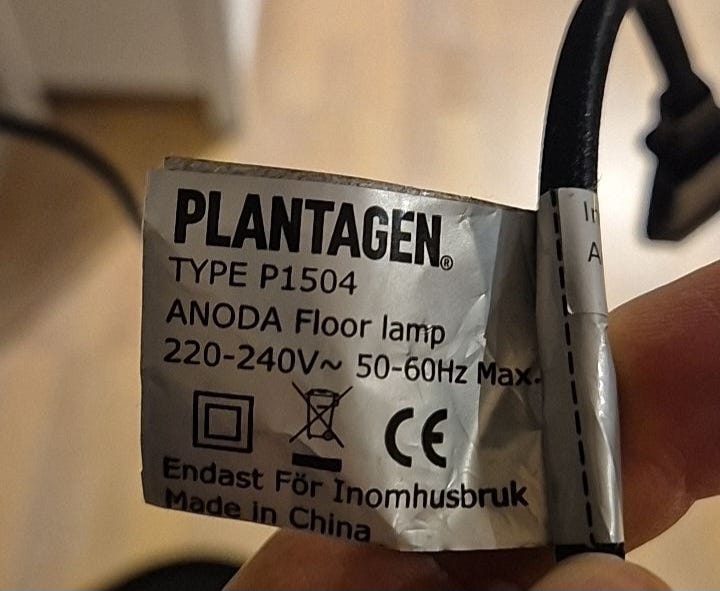 PLANTAGEN®
TYPE P1504
ANODA Floor lamp
220-240V~ 50-60Hz Max.
CE
Endast För Inomhusbruk
Made in China